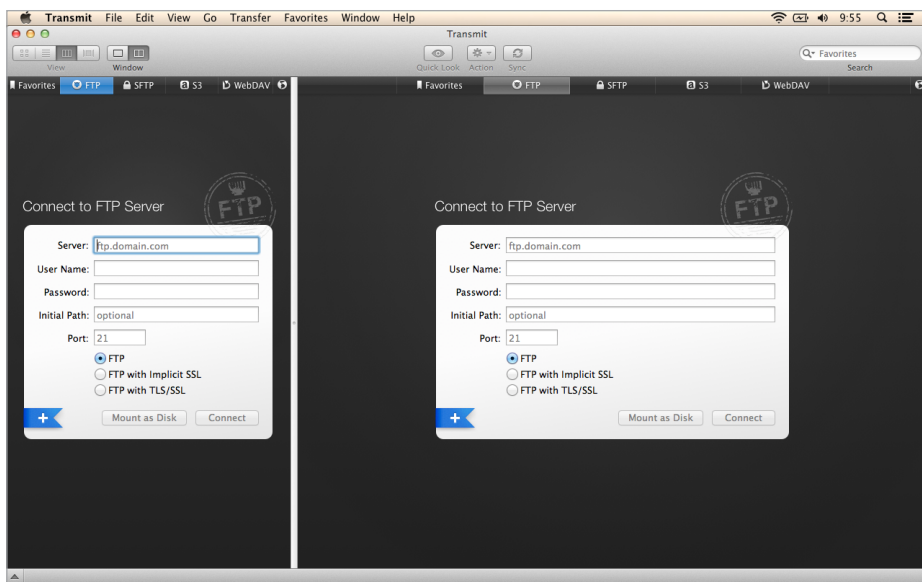 Transmit File Edit View Go Transfer Favorites Window Help 9:55
Transmit
View Window Quick Look Action Sync Favorites
Search
Favorites FTP SFTP S3 WebDAV Favorites FTP SFTP S3 WebDAV
FTP FTP
Connect to FTP Server Connect to FTP Server
Server: ftp.domain.com Server: ftp.domain.com
User Name: User Name:
Password: Password:
Initial Path: optional Initial Path: optional
Port: 21 Port: 21
FTP FTP
FTP with Implicit SSL FTP with Implicit SSL
FTP with TLS/SSL FTP with TLS/SSL
+ Mount as Disk Connect + Mount as Disk Connect